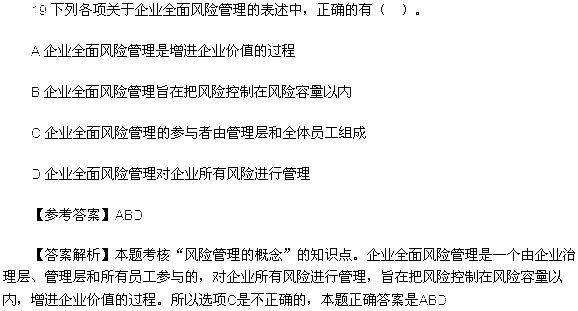 19 下列各项关于企业全面风险管理的表述中，正确的有（　）。
A 企业全面风险管理是增进企业价值的过程
B 企业全面风险管理旨在把风险控制在风险容量以内
C 企业全面风险管理的参与者由管理层和全体员工组成
D 企业全面风险管理对企业所有风险进行管理
【参考答案】ABD
【答案解析】本题考核“风险管理的概念”的知识点。企业全面风险管理是一个由企业治
理层、管理层和所有员工参与的，对企业所有风险进行管理，旨在把风险控制在风险容量以
内，增进企业价值的过程。所以选项C是不正确的，本题正确答案是ABD